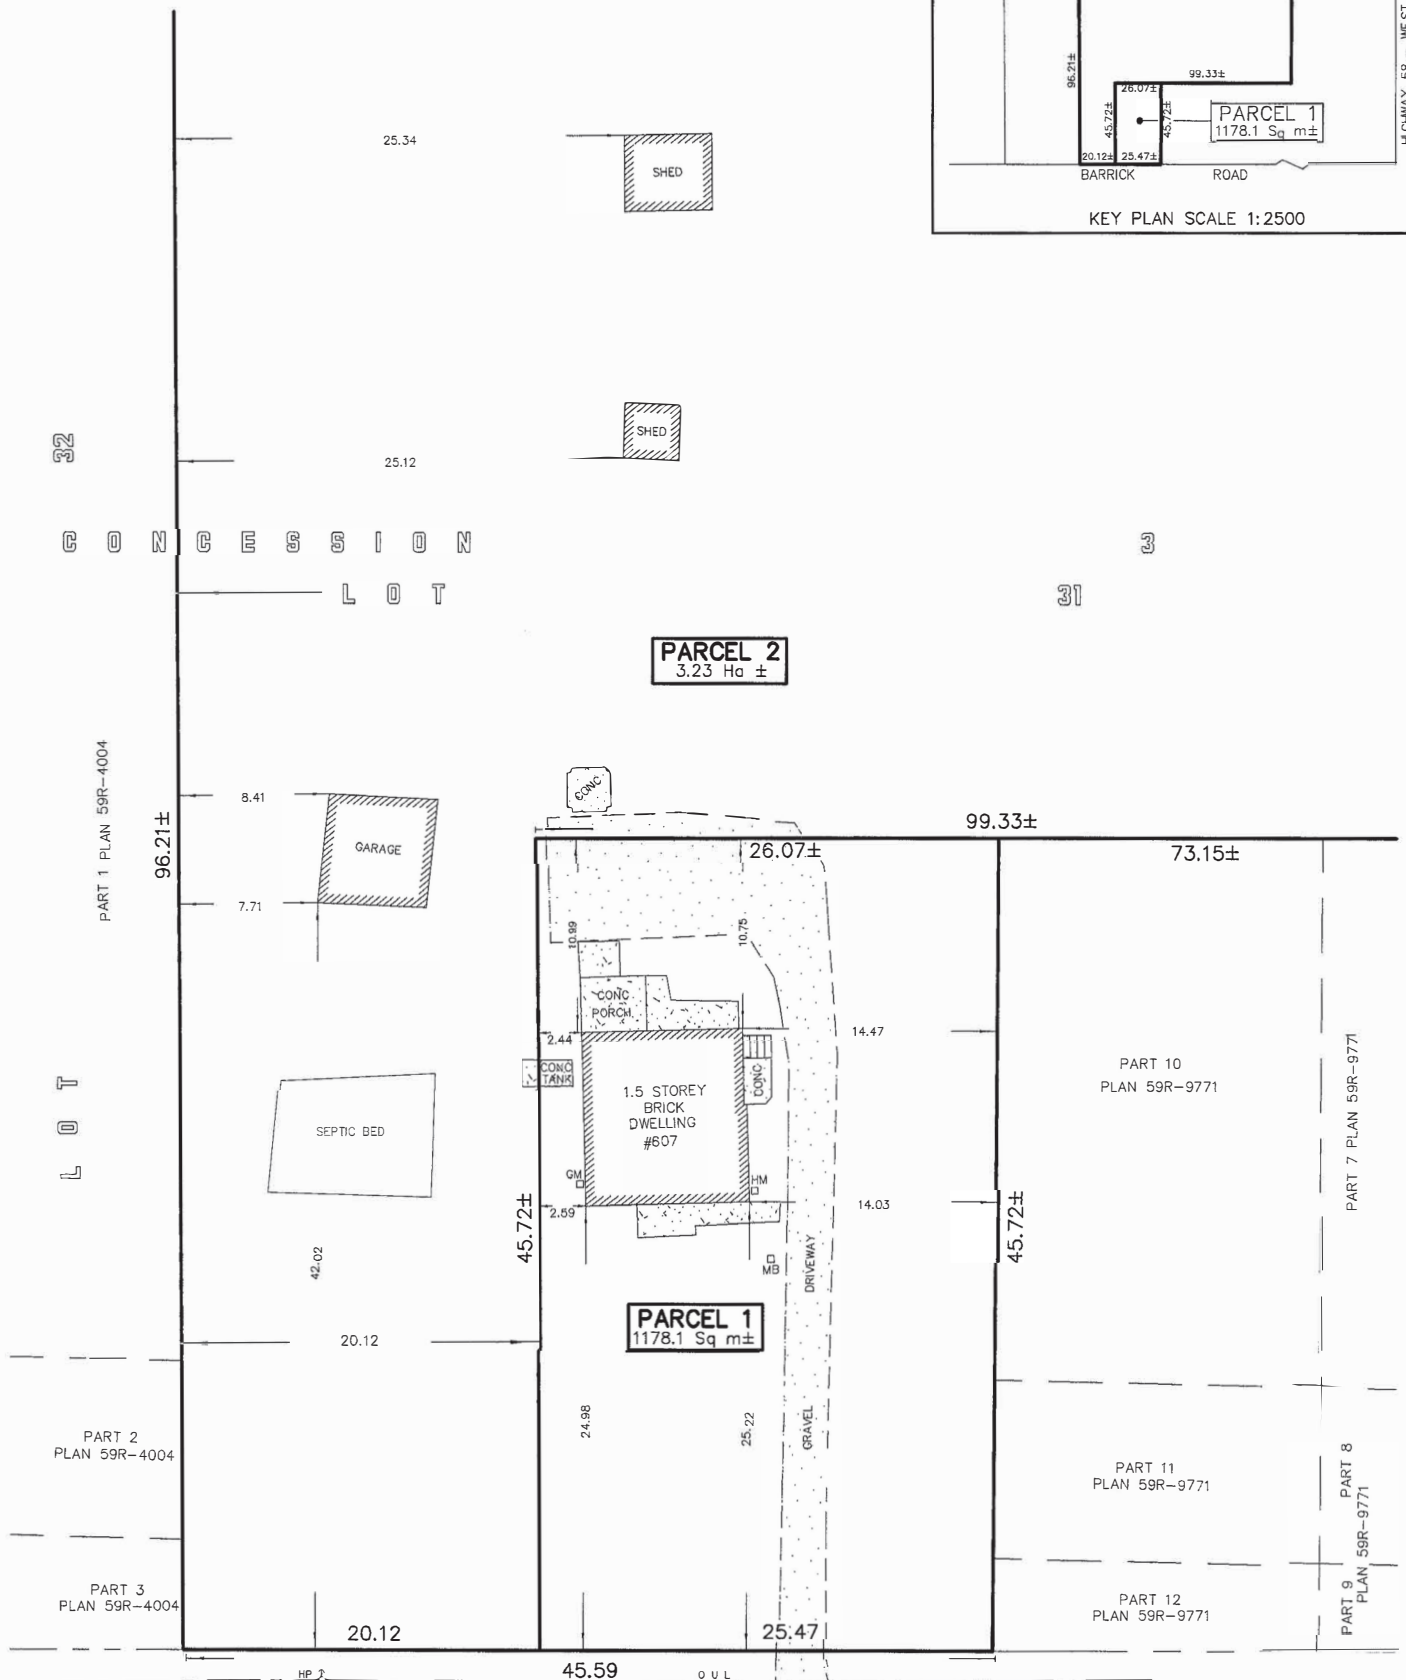 96.21±
99.33±
26.07±
45.72±
45.72±
PARCEL 1
1178.1 Sq m±
20.12±
25.47±
BARRICK
ROAD
KEY PLAN SCALE 1:2500
25.34
SHED
32
25.12
SHED
CONCESSION
3
LOT
31
PARCEL 2
3.23 Ha ±
PART 1 PLAN 59R-4004
96.21±
8.41
GARAGE
7.71
CONC
99.33±
26.07±
73.15±
10.99
10.75
CONC
PORCH
2.44
14.47
CONC
TANK
CONC
1.5 STOREY
BRICK
DWELLING
#607
PART 10
PLAN 59R-9771
PART 7 PLAN 59R-9771
LOT
SEPTIC BED
GM
HM
2.59
14.03
45.72±
45.72±
42.02
MB
DRIVEWAY
PARCEL 1
1178.1 Sq m±
20.12
24.98
25.22
GRAVEL
PART 2
PLAN 59R-4004
PART 11
PLAN 59R-9771
PART 8
PLAN 59R-9771
PART 9
PART 3
PLAN 59R-4004
PART 12
PLAN 59R-9771
20.12
25.47
HP
45.59
O U L